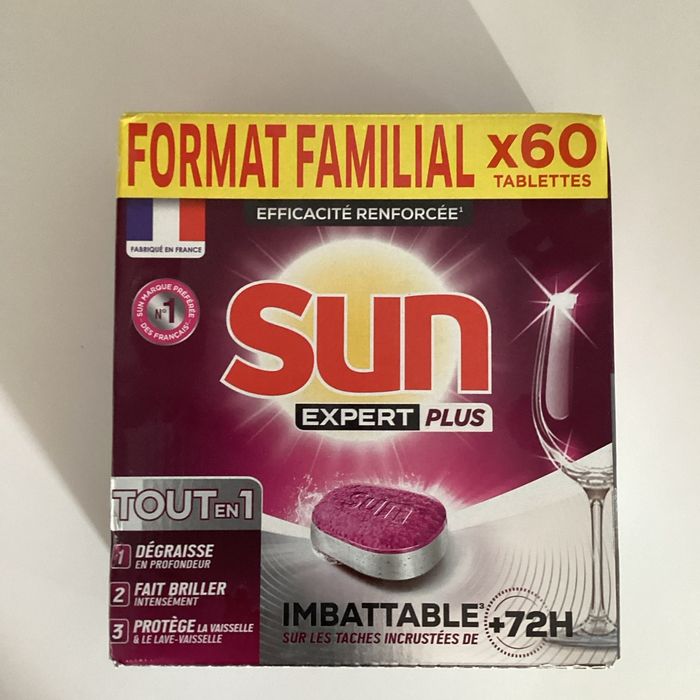 FORMAT FAMILIAL x60
TABLETTES
EFFICACITÉ RENFORCÉE¹
FABRIQUÉ EN FRANCE
SUN MARQUE PRÉFÉRÉE
N°1
DES FRANÇAIS²
Sun
EXPERT PLUS
TOUT EN 1
sun
1 DÉGRAISSE
EN PROFONDEUR
2 FAIT BRILLER
INTENSÉMENT
3 PROTÈGE LA VAISSELLE
& LE LAVE-VAISSELLE
IMBATTABLE³
SUR LES TACHES INCRUSTÉES DE +72H